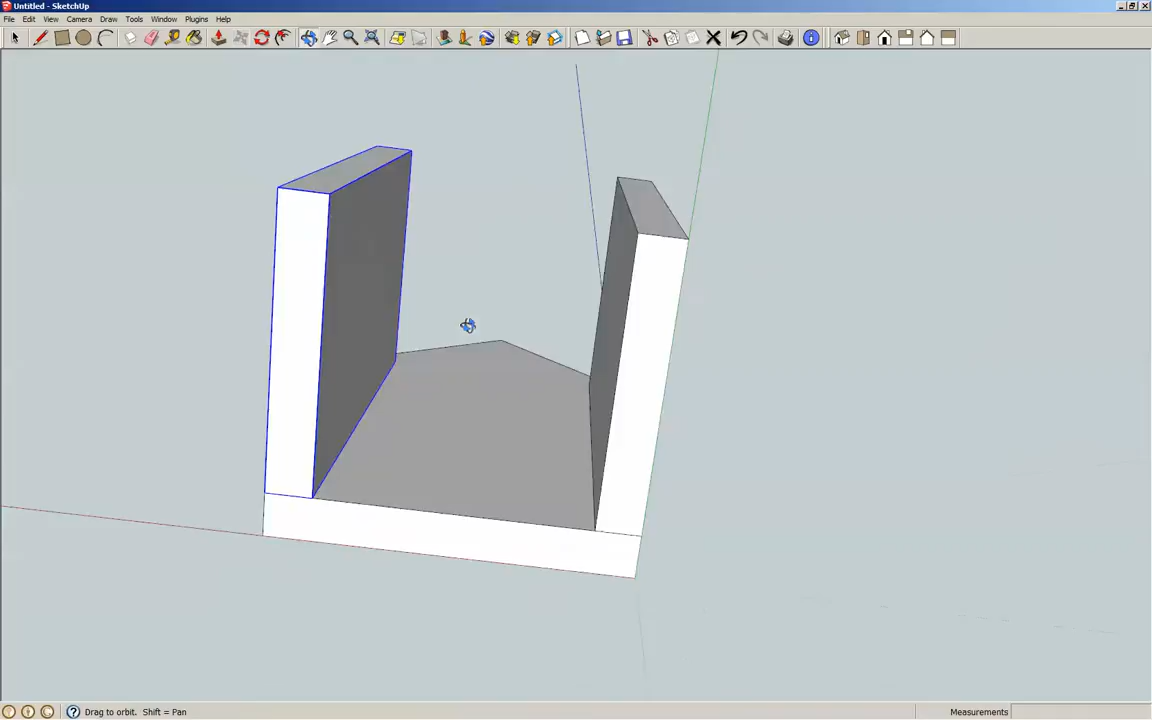 Untitled - SketchUp
File Edit View Camera Draw Tools Window Plugins Help
Drag to orbit. Shift = Pan
Measurements